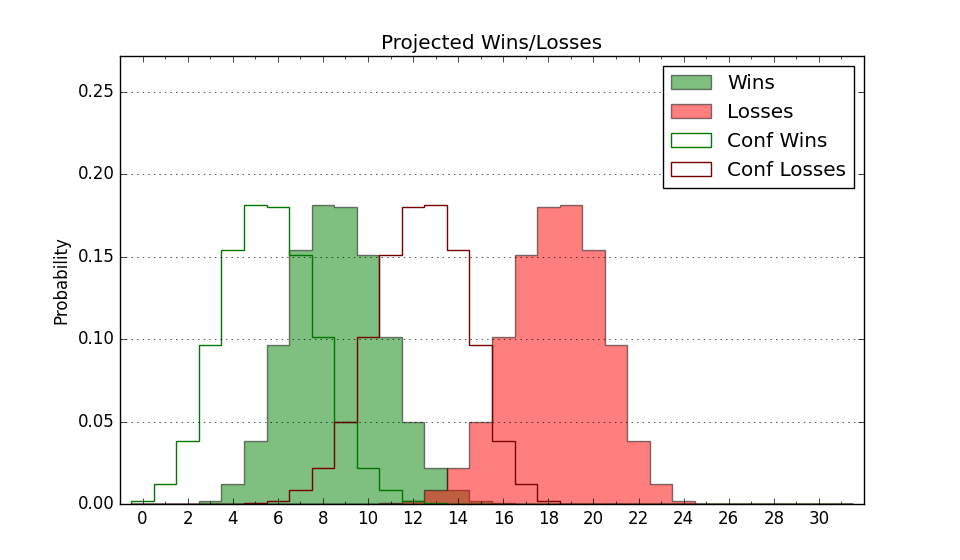 Projected Wins/Losses
Wins
Losses
Conf Wins
Conf Losses
Probability
0.25
0.20
0.15
0.10
0.05
0.00
0 2 4 6 8 10 12 14 16 18 20 22 24 26 28 30